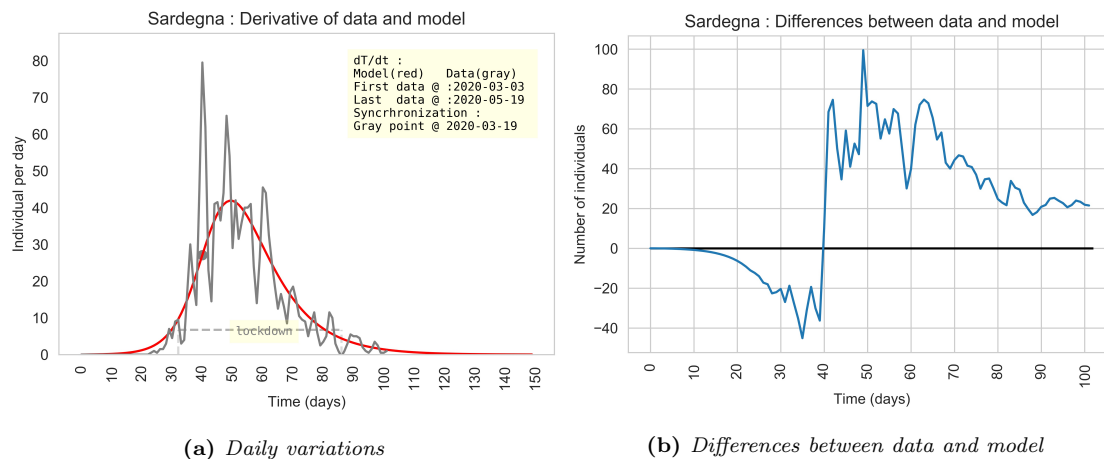 Sardegna : Derivative of data and model
Individual per day
80
70
60
50
40
30
20
10
0
dT/dt :
Model(red)   Data(gray)
First data @ :2020-03-03
Last  data @ :2020-05-19
Syncrhronization :
Gray point @ 2020-03-19
lockdown
0 10 20 30 40 50 60 70 80 90 100 110 120 130 140 150
Time (days)
(a) Daily variations
Sardegna : Differences between data and model
Number of individuals
100
80
60
40
20
0
−20
−40
0 10 20 30 40 50 60 70 80 90 100
Time (days)
(b) Differences between data and model